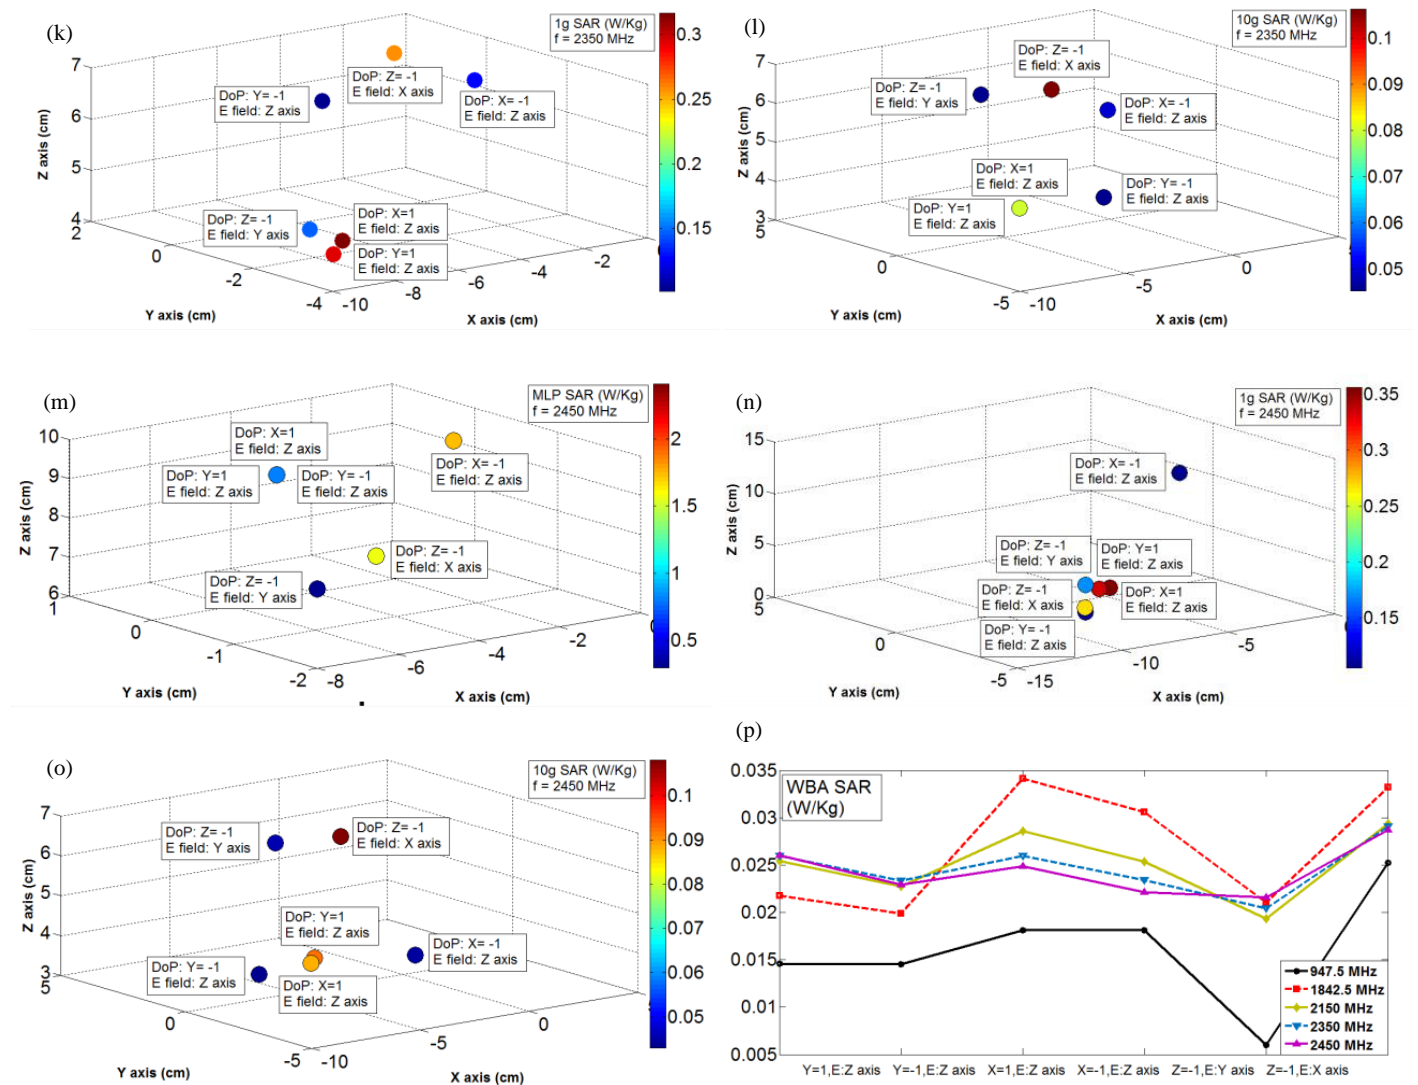 (k)
1g SAR (W/Kg)
f = 2350 MHz
DoP: Z= -1
E field: X axis
DoP: Y= -1
E field: Z axis
DoP: X= -1
E field: Z axis
DoP: Z= -1
E field: Y axis
DoP: X=1
E field: Z axis
DoP: Y=1
E field: Z axis
7
6
5
4
2
0
-2
-4
-10
-8
-6
-4
-2
Z axis (cm)
Y axis (cm)
X axis (cm)
0.3
0.25
0.2
0.15
(l)
10g SAR (W/Kg)
f = 2350 MHz
DoP: Z= -1
E field: X axis
DoP: Z= -1
E field: Y axis
DoP: X= -1
E field: Z axis
DoP: X=1
E field: Z axis
DoP: Y= -1
E field: Z axis
DoP: Y=1
E field: Z axis
7
6
5
4
3
5
0
-5
-10
-5
0
Z axis (cm)
Y axis (cm)
X axis (cm)
0.1
0.09
0.08
0.07
0.06
0.05
(m)
MLP SAR (W/Kg)
f = 2450 MHz
DoP: X=1
E field: Z axis
DoP: Y=1
E field: Z axis
DoP: Y= -1
E field: Z axis
DoP: X= -1
E field: Z axis
DoP: Z= -1
E field: X axis
DoP: Z= -1
E field: Y axis
10
9
8
7
6
1
0
-1
-2
-8
-6
-4
-2
Z axis (cm)
Y axis (cm)
X axis (cm)
2
1.5
1
0.5
(n)
1g SAR (W/Kg)
f = 2450 MHz
DoP: X= -1
E field: Z axis
DoP: Z= -1
E field: Y axis
DoP: Y=1
E field: Z axis
DoP: Z= -1
E field: X axis
DoP: X=1
E field: Z axis
DoP: Y= -1
E field: Z axis
15
10
5
0
5
0
-5
-15
-10
-5
Z axis (cm)
Y axis (cm)
X axis (cm)
0.35
0.3
0.25
0.2
0.15
(o)
10g SAR (W/Kg)
f = 2450 MHz
DoP: Z= -1
E field: Y axis
DoP: Z= -1
E field: X axis
DoP: Y=1
E field: Z axis
DoP: X= -1
E field: Z axis
DoP: Y= -1
E field: Z axis
DoP: X=1
E field: Z axis
7
6
5
4
3
5
0
-5
-10
-5
0
Z axis (cm)
Y axis (cm)
X axis (cm)
0.1
0.09
0.08
0.07
0.06
0.05
(p)
WBA SAR
(W/Kg)
0.035
0.03
0.025
0.02
0.015
0.01
0.005
947.5 MHz
1842.5 MHz
2150 MHz
2350 MHz
2450 MHz
Y=1,E:Z axis Y=-1,E:Z axis X=1,E:Z axis X=-1,E:Z axis Z=-1,E:Y axis Z=-1,E:X axis